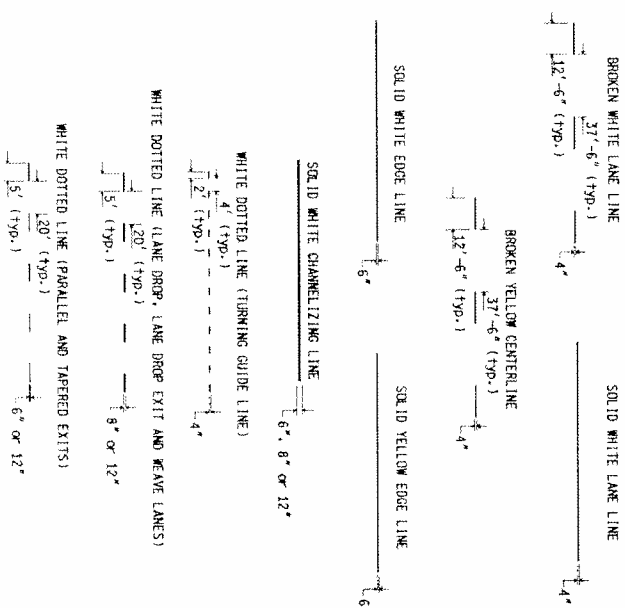 BROKEN WHITE LANE LINE
37'-6" (typ.)
12'-6" (typ.)
4"
SOLID WHITE LANE LINE
4"
BROKEN YELLOW CENTERLINE
37'-6" (typ.)
12'-6" (typ.)
4"
SOLID WHITE EDGE LINE
6"
SOLID YELLOW EDGE LINE
6
SOLID WHITE CHANNELIZING LINE
6", 8" or 12"
WHITE DOTTED LINE (TURNING GUIDE LINE)
4' (typ.)
2' (typ.)
4"
WHITE DOTTED LINE (LANE DROP, LANE DROP EXIT AND WEAVE LANES)
20' (typ.)
5' (typ.)
8" or 12"
WHITE DOTTED LINE (PARALLEL AND TAPERED EXITS)
20' (typ.)
5' (typ.)
6" or 12"